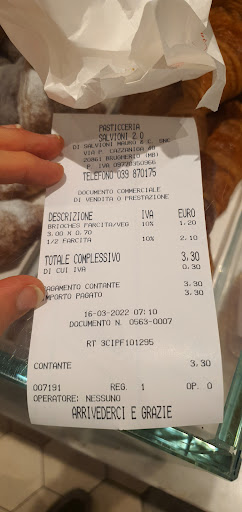 PASTICCERIA
SALVIONI 2.0
DI SALVIONI MAURO & C. SNC
VIA P. CAZZANIGA 48
20861 BRUGHERIO (MB)
P. IVA 09720350966
TELEFONO 039 870175
DOCUMENTO COMMERCIALE
DI VENDITA O PRESTAZIONE
DESCRIZIONE IVA EURO
BRIOCHES FARCITA/VEG 10% 1.20
3.00 X 0.70
1/2 FARCITA 10% 2.10
TOTALE COMPLESSIVO 3,30
DI CUI IVA 0.30
PAGAMENTO CONTANTE 3.30
IMPORTO PAGATO 3.30
16-03-2022 07:10
DOCUMENTO N. 0563-0007
RT 3CIPF101295
CONTANTE 3.30
007191 REG. 1 OP. 0
OPERATORE: NESSUNO
ARRIVEDERCI E GRAZIE